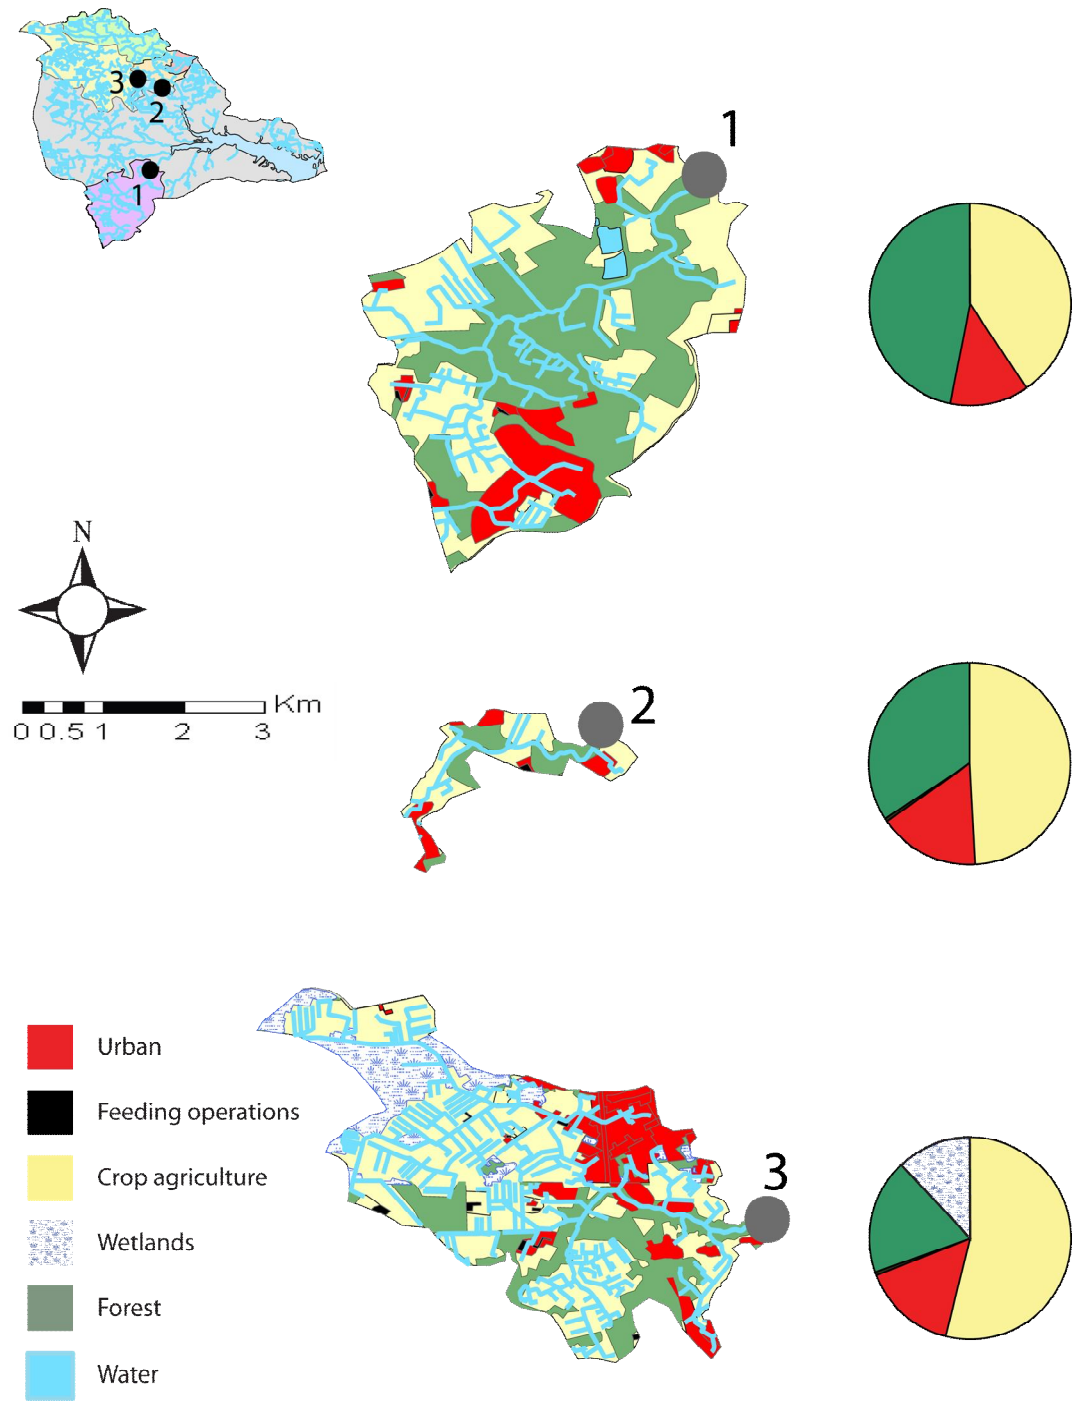 3
2
1
1
N
Km
0 0.5 1 2 3
2
3
Urban
Feeding operations
Crop agriculture
Wetlands
Forest
Water